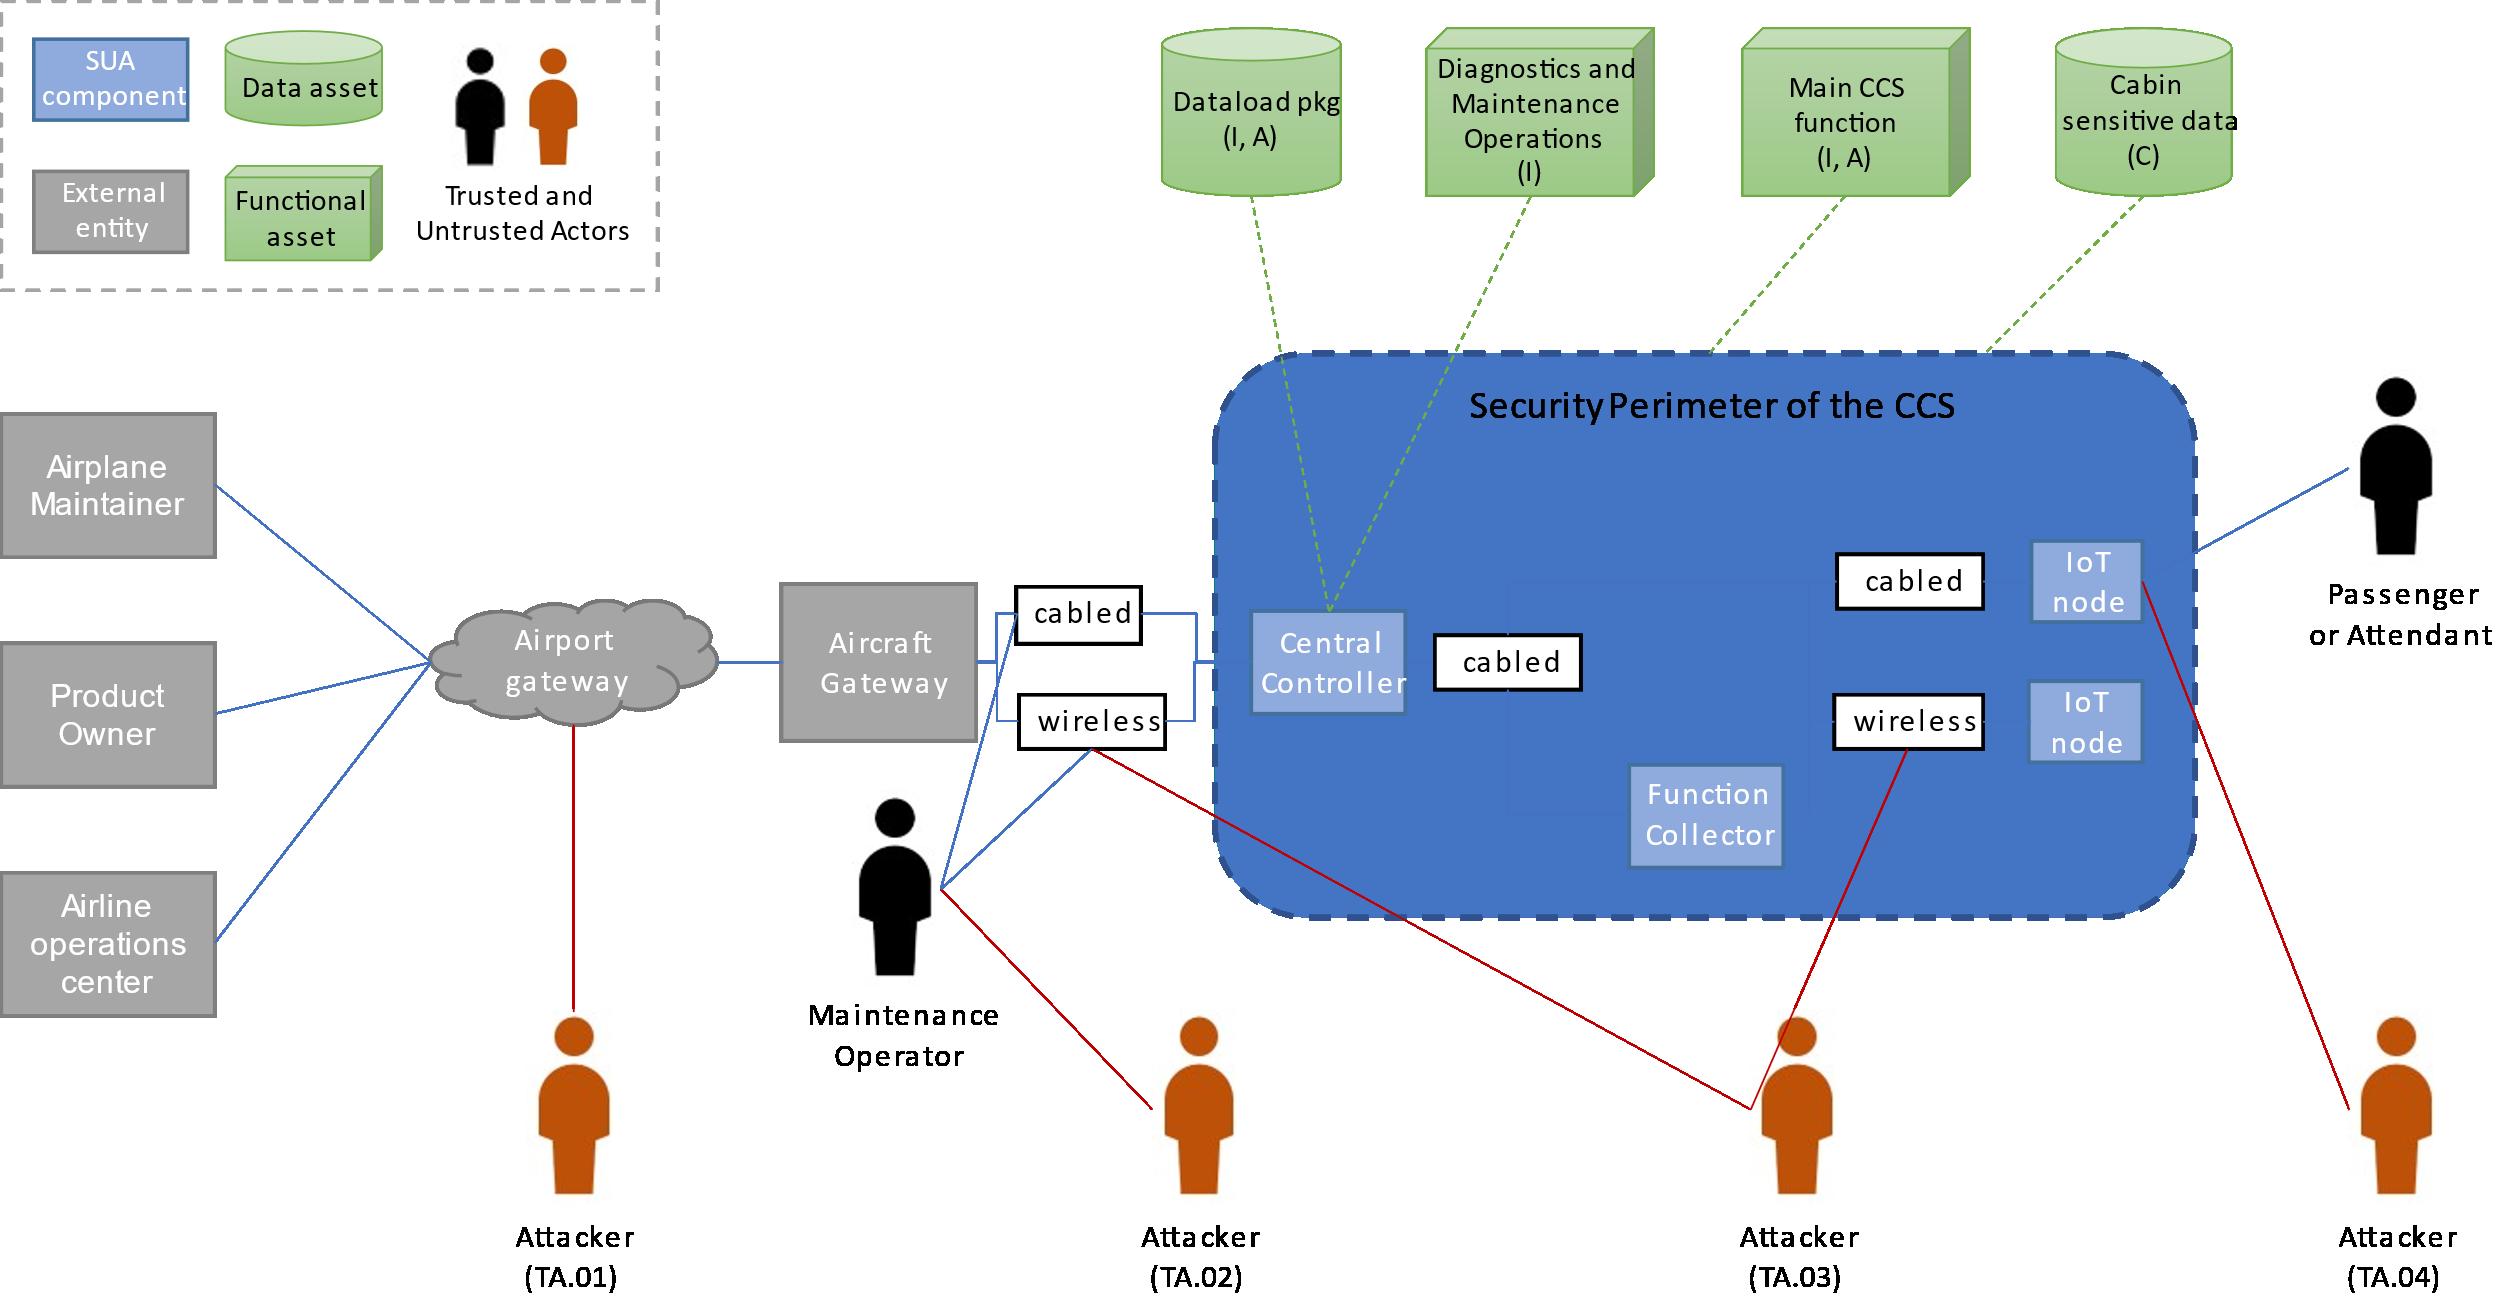 SUA
component
Data asset
External
entity
Functional
asset
Trusted and
Untrusted Actors
Dataload pkg
(I, A)
Diagnostics and
Maintenance
Operations
(I)
Main CCS
function
(I, A)
Cabin
sensitive data
(C)
Security Perimeter of the CCS
Airplane
Maintainer
Product
Owner
Airline
operations
center
Airport
gateway
Aircraft
Gateway
cabled
wireless
Central
Controller
cabled
Function
Collector
cabled
wireless
IoT
node
IoT
node
Passenger
or Attendant
Maintenance
Operator
Attacker
(TA.01)
Attacker
(TA.02)
Attacker
(TA.03)
Attacker
(TA.04)